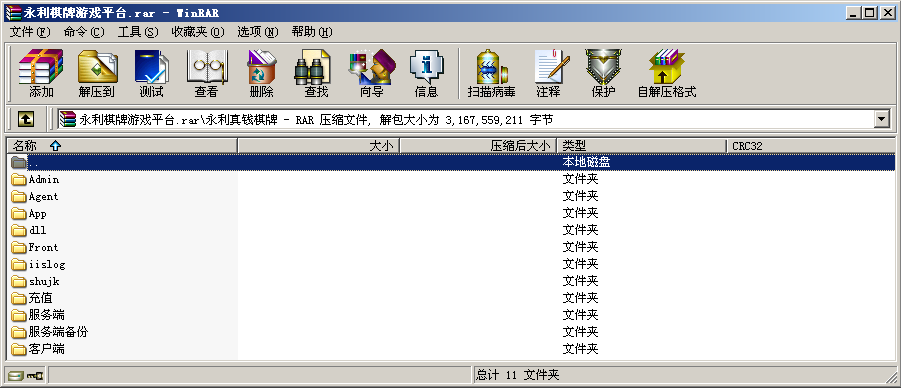 永利棋牌游戏平台.rar - WinRAR
文件(F) 命令(C) 工具(S) 收藏夹(O) 选项(N) 帮助(H)
添加 解压到 测试 查看 删除 查找 向导 信息 扫描病毒 注释 保护 自解压格式
永利棋牌游戏平台.rar\永利真钱棋牌 - RAR 压缩文件, 解包大小为 3,167,559,211 字节
名称 大小 压缩后大小 类型 CRC32
.. 本地磁盘
Admin 文件夹
Agent 文件夹
App 文件夹
dll 文件夹
Front 文件夹
iislog 文件夹
shujk 文件夹
充值 文件夹
服务端 文件夹
服务端备份 文件夹
客户端 文件夹
总计 11 文件夹